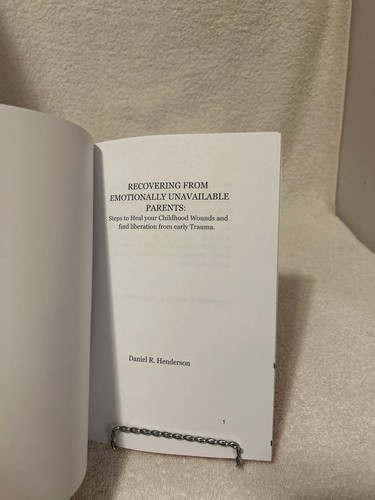 RECOVERING FROM
EMOTIONALLY UNAVAILABLE
PARENTS:
Steps to Heal your Childhood Wounds and
find liberation from early Trauma.
Daniel R. Henderson
1